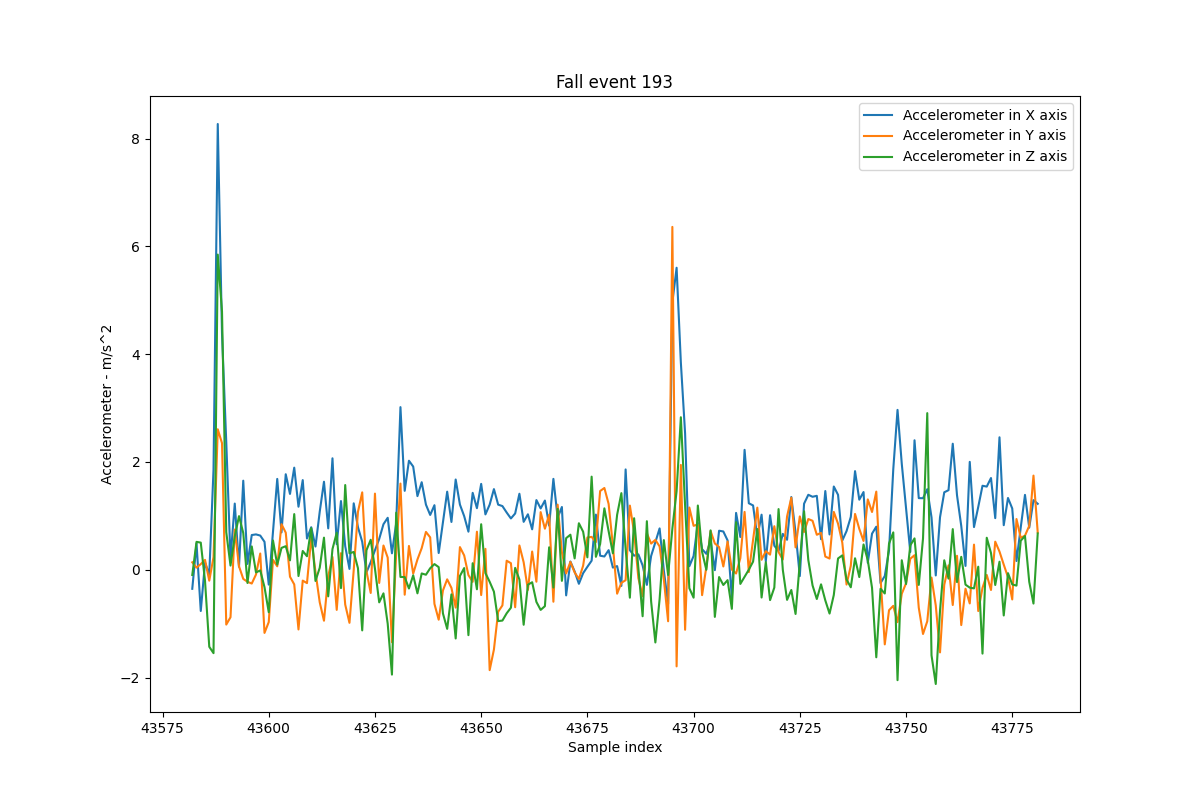 Fall event 193
Accelerometer in X axis
Accelerometer in Y axis
Accelerometer in Z axis
8
6
4
2
0
−2
Accelerometer - m/s^2
43575 43600 43625 43650 43675 43700 43725 43750 43775
Sample index